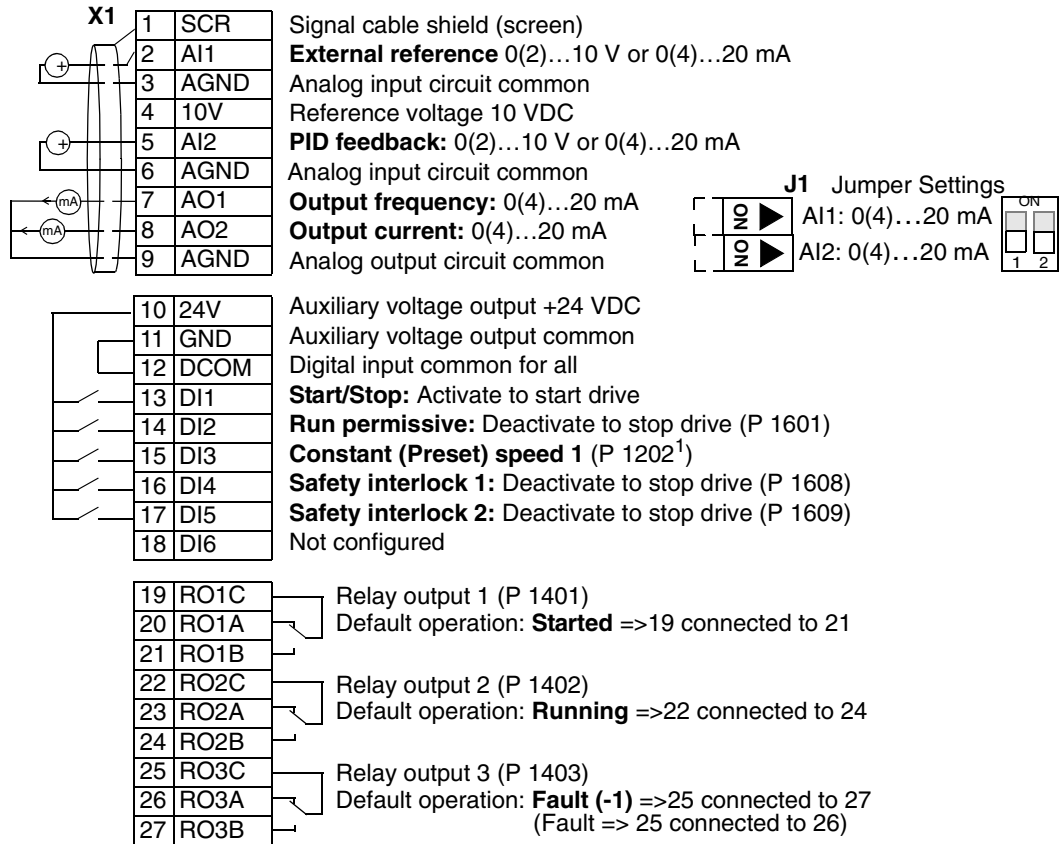 X1
1 SCR Signal cable shield (screen)
2 AI1 External reference 0(2)…10 V or 0(4)…20 mA
3 AGND Analog input circuit common
4 10V Reference voltage 10 VDC
5 AI2 PID feedback: 0(2)…10 V or 0(4)…20 mA
6 AGND Analog input circuit common
7 AO1 Output frequency: 0(4)…20 mA
8 AO2 Output current: 0(4)…20 mA
9 AGND Analog output circuit common
+
+
mA
mA
J1 Jumper Settings
ON AI1: 0(4)…20 mA
ON AI2: 0(4)…20 mA
ON
1 2
10 24V Auxiliary voltage output +24 VDC
11 GND Auxiliary voltage output common
12 DCOM Digital input common for all
13 DI1 Start/Stop: Activate to start drive
14 DI2 Run permissive: Deactivate to stop drive (P 1601)
15 DI3 Constant (Preset) speed 1 (P 1202¹)
16 DI4 Safety interlock 1: Deactivate to stop drive (P 1608)
17 DI5 Safety interlock 2: Deactivate to stop drive (P 1609)
18 DI6 Not configured
19 RO1C Relay output 1 (P 1401)
20 RO1A Default operation: Started =>19 connected to 21
21 RO1B
22 RO2C Relay output 2 (P 1402)
23 RO2A Default operation: Running =>22 connected to 24
24 RO2B
25 RO3C Relay output 3 (P 1403)
26 RO3A Default operation: Fault (-1) =>25 connected to 27
27 RO3B (Fault => 25 connected to 26)